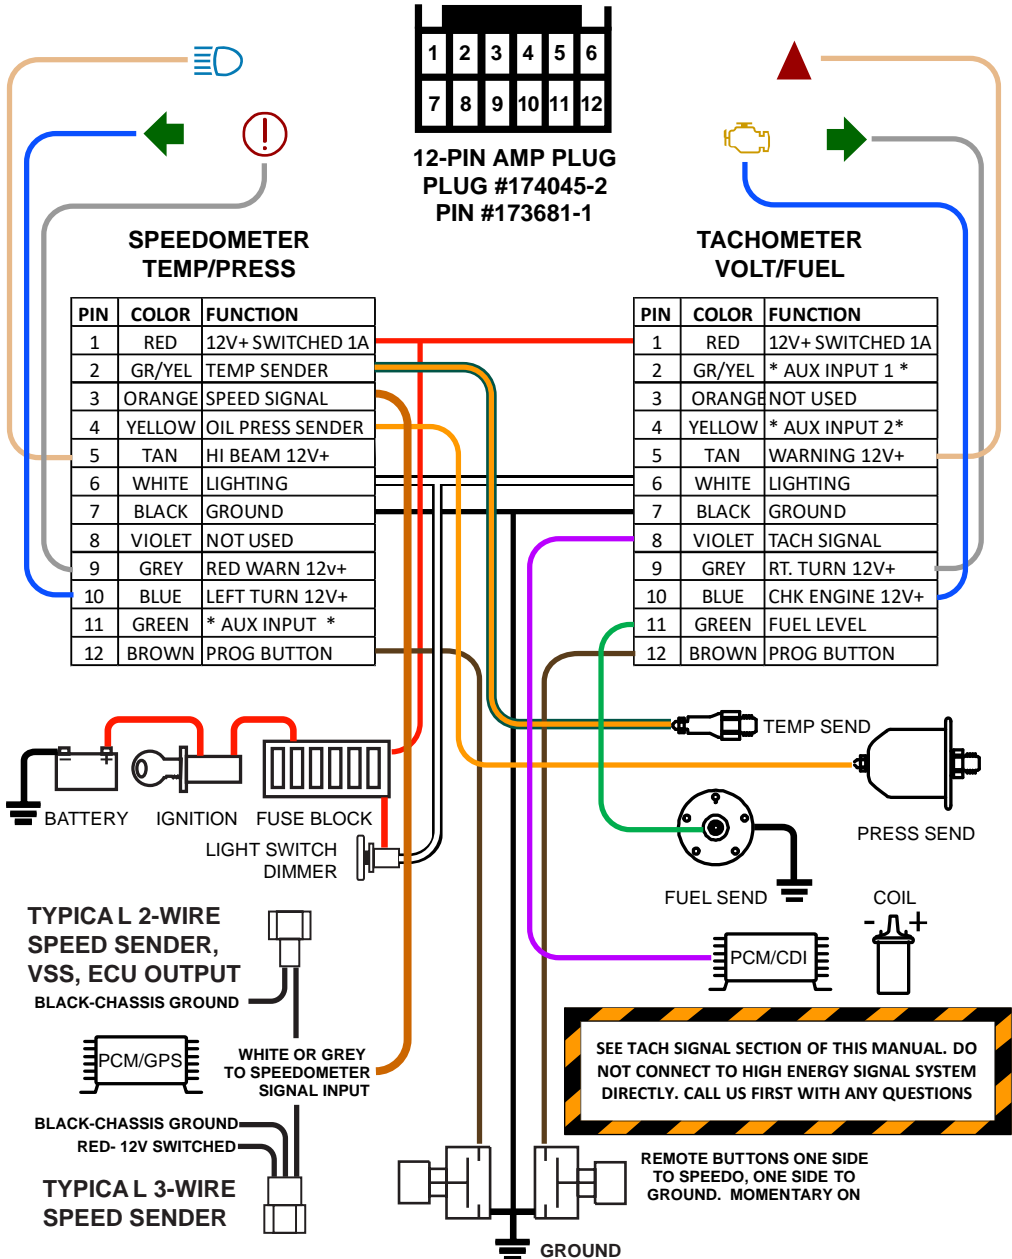 1 2 3 4 5 6
7 8 9 10 11 12
12-PIN AMP PLUG
PLUG #174045-2
PIN #173681-1
SPEEDOMETER
TEMP/PRESS
PIN COLOR FUNCTION
1 RED 12V+ SWITCHED 1A
2 GR/YEL TEMP SENDER
3 ORANGE SPEED SIGNAL
4 YELLOW OIL PRESS SENDER
5 TAN HI BEAM 12V+
6 WHITE LIGHTING
7 BLACK GROUND
8 VIOLET NOT USED
9 GREY RED WARN 12v+
10 BLUE LEFT TURN 12V+
11 GREEN * AUX INPUT *
12 BROWN PROG BUTTON
TACHOMETER
VOLT/FUEL
PIN COLOR FUNCTION
1 RED 12V+ SWITCHED 1A
2 GR/YEL * AUX INPUT 1 *
3 ORANGE NOT USED
4 YELLOW * AUX INPUT 2*
5 TAN WARNING 12V+
6 WHITE LIGHTING
7 BLACK GROUND
8 VIOLET TACH SIGNAL
9 GREY RT. TURN 12V+
10 BLUE CHK ENGINE 12V+
11 GREEN FUEL LEVEL
12 BROWN PROG BUTTON
TEMP SEND
- +
BATTERY
IGNITION
FUSE BLOCK
PRESS SEND
LIGHT SWITCH
DIMMER
FUEL SEND
COIL
- +
PCM/CDI
TYPICAL 2-WIRE
SPEED SENDER,
VSS, ECU OUTPUT
BLACK-CHASSIS GROUND
PCM/GPS
WHITE OR GREY
TO SPEEDOMETER
SIGNAL INPUT
BLACK-CHASSIS GROUND
RED- 12V SWITCHED
TYPICAL 3-WIRE
SPEED SENDER
SEE TACH SIGNAL SECTION OF THIS MANUAL. DO
NOT CONNECT TO HIGH ENERGY SIGNAL SYSTEM
DIRECTLY. CALL US FIRST WITH ANY QUESTIONS
REMOTE BUTTONS ONE SIDE
TO SPEEDO, ONE SIDE TO
GROUND. MOMENTARY ON
GROUND